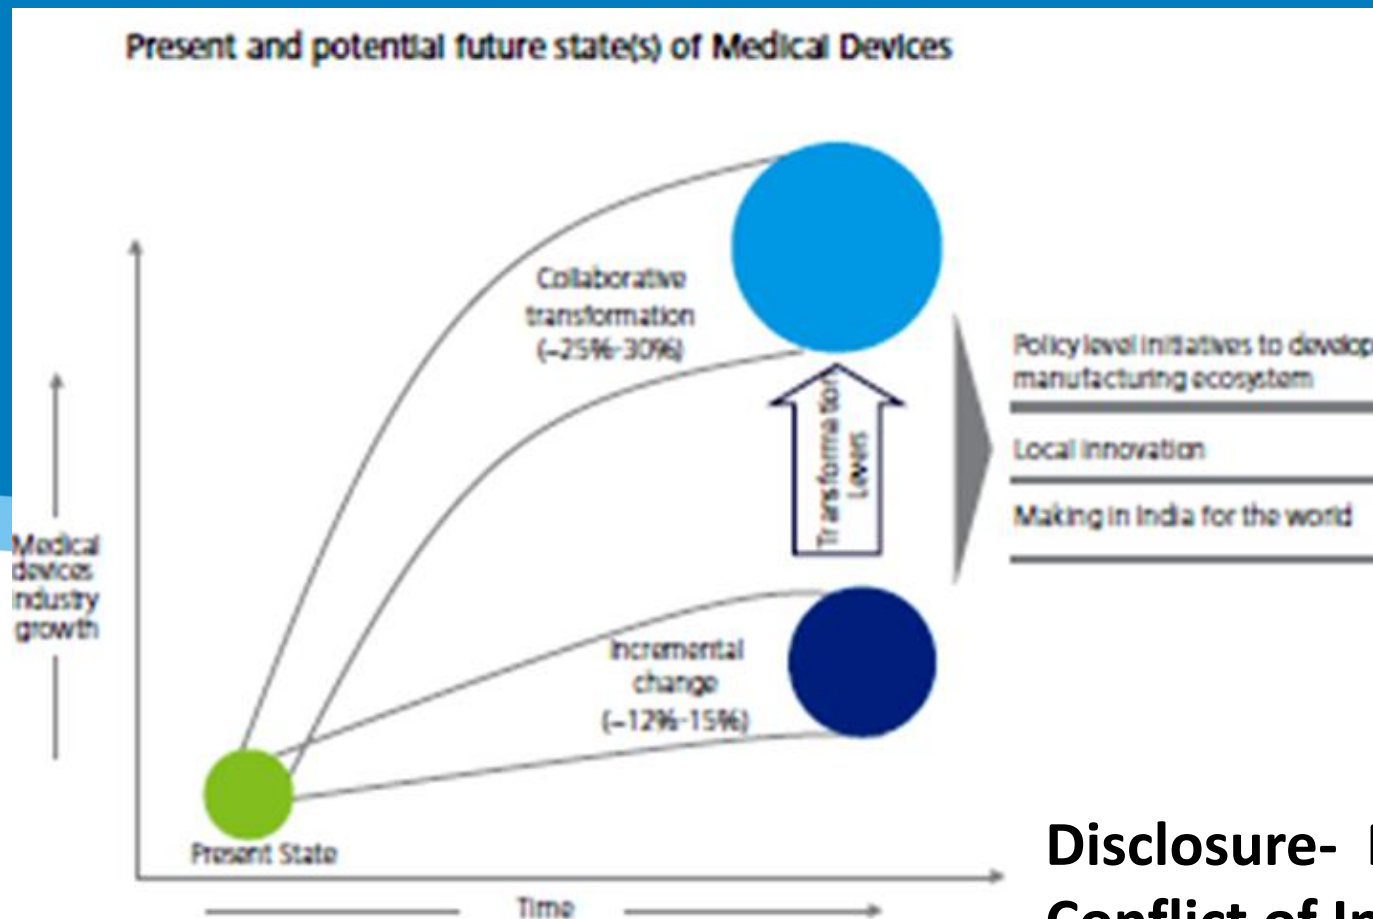 Present and potential future state(s) of Medical Devices
Collaborative
transformation
(~25%-30%)
Policy level initiatives to develop
manufacturing ecosystem
Transformation
Levers
Local innovation
Making in India for the world
Medical
devices
industry
growth
Incremental
change
(~12%-15%)
Present State
Time
Disclosure-
Conflict of